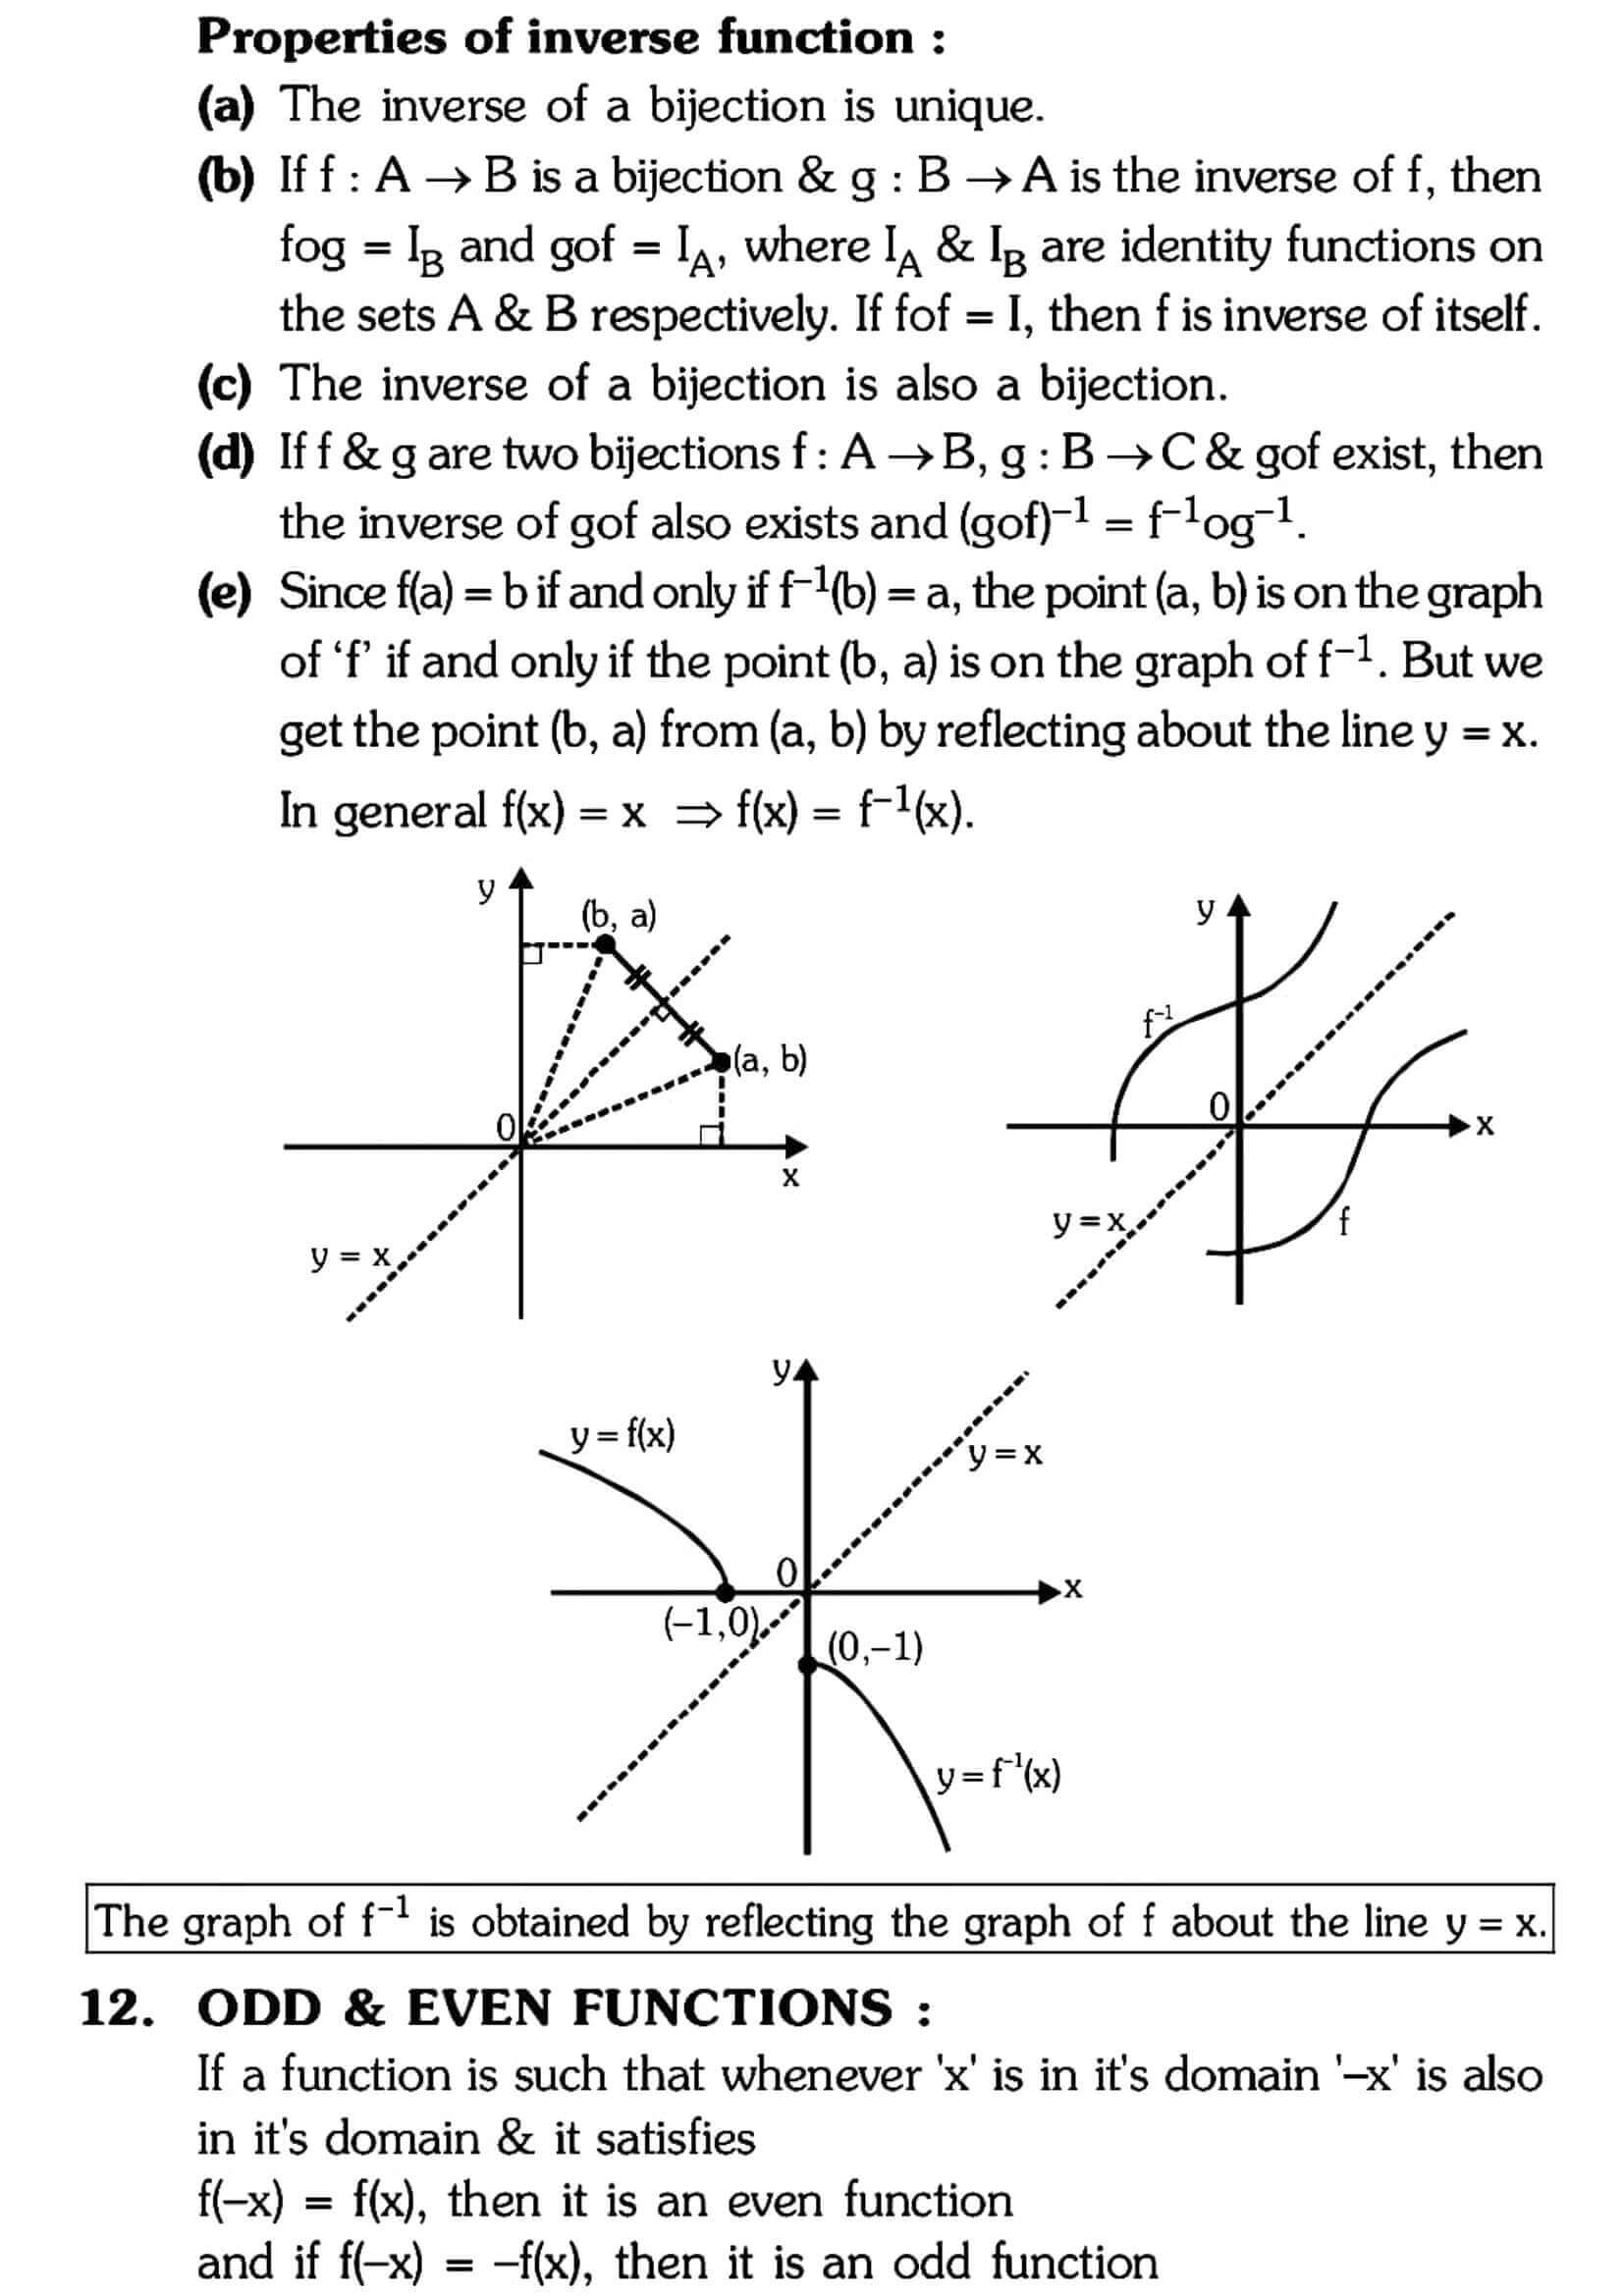 Properties of inverse function :
(a) The inverse of a bijection is unique.
(b) If f : A → B is a bijection & g : B → A is the inverse of f, then
fog = I_B and gof = I_A, where I_A & I_B are identity functions on
the sets A & B respectively. If fof = I, then f is inverse of itself.
(c) The inverse of a bijection is also a bijection.
(d) If f & g are two bijections f : A → B, g : B → C & gof exist, then
the inverse of gof also exists and (gof)⁻¹ = f⁻¹og⁻¹.
(e) Since f(a) = b if and only if f⁻¹(b) = a, the point (a, b) is on the graph
of ‘f’ if and only if the point (b, a) is on the graph of f⁻¹. But we
get the point (b, a) from (a, b) by reflecting about the line y = x.
In general f(x) = x ⇒ f(x) = f⁻¹(x).
y
(b, a)
(a, b)
0
x
y = x
y
f⁻¹
0
x
y = x
f
y
y = f(x)
y = x
0
x
(–1,0)
(0,–1)
y = f⁻¹(x)
The graph of f⁻¹ is obtained by reflecting the graph of f about the line y = x.
12. ODD & EVEN FUNCTIONS :
If a function is such that whenever 'x' is in it's domain '–x' is also
in it's domain & it satisfies
f(–x) = f(x), then it is an even function
and if f(–x) = –f(x), then it is an odd function